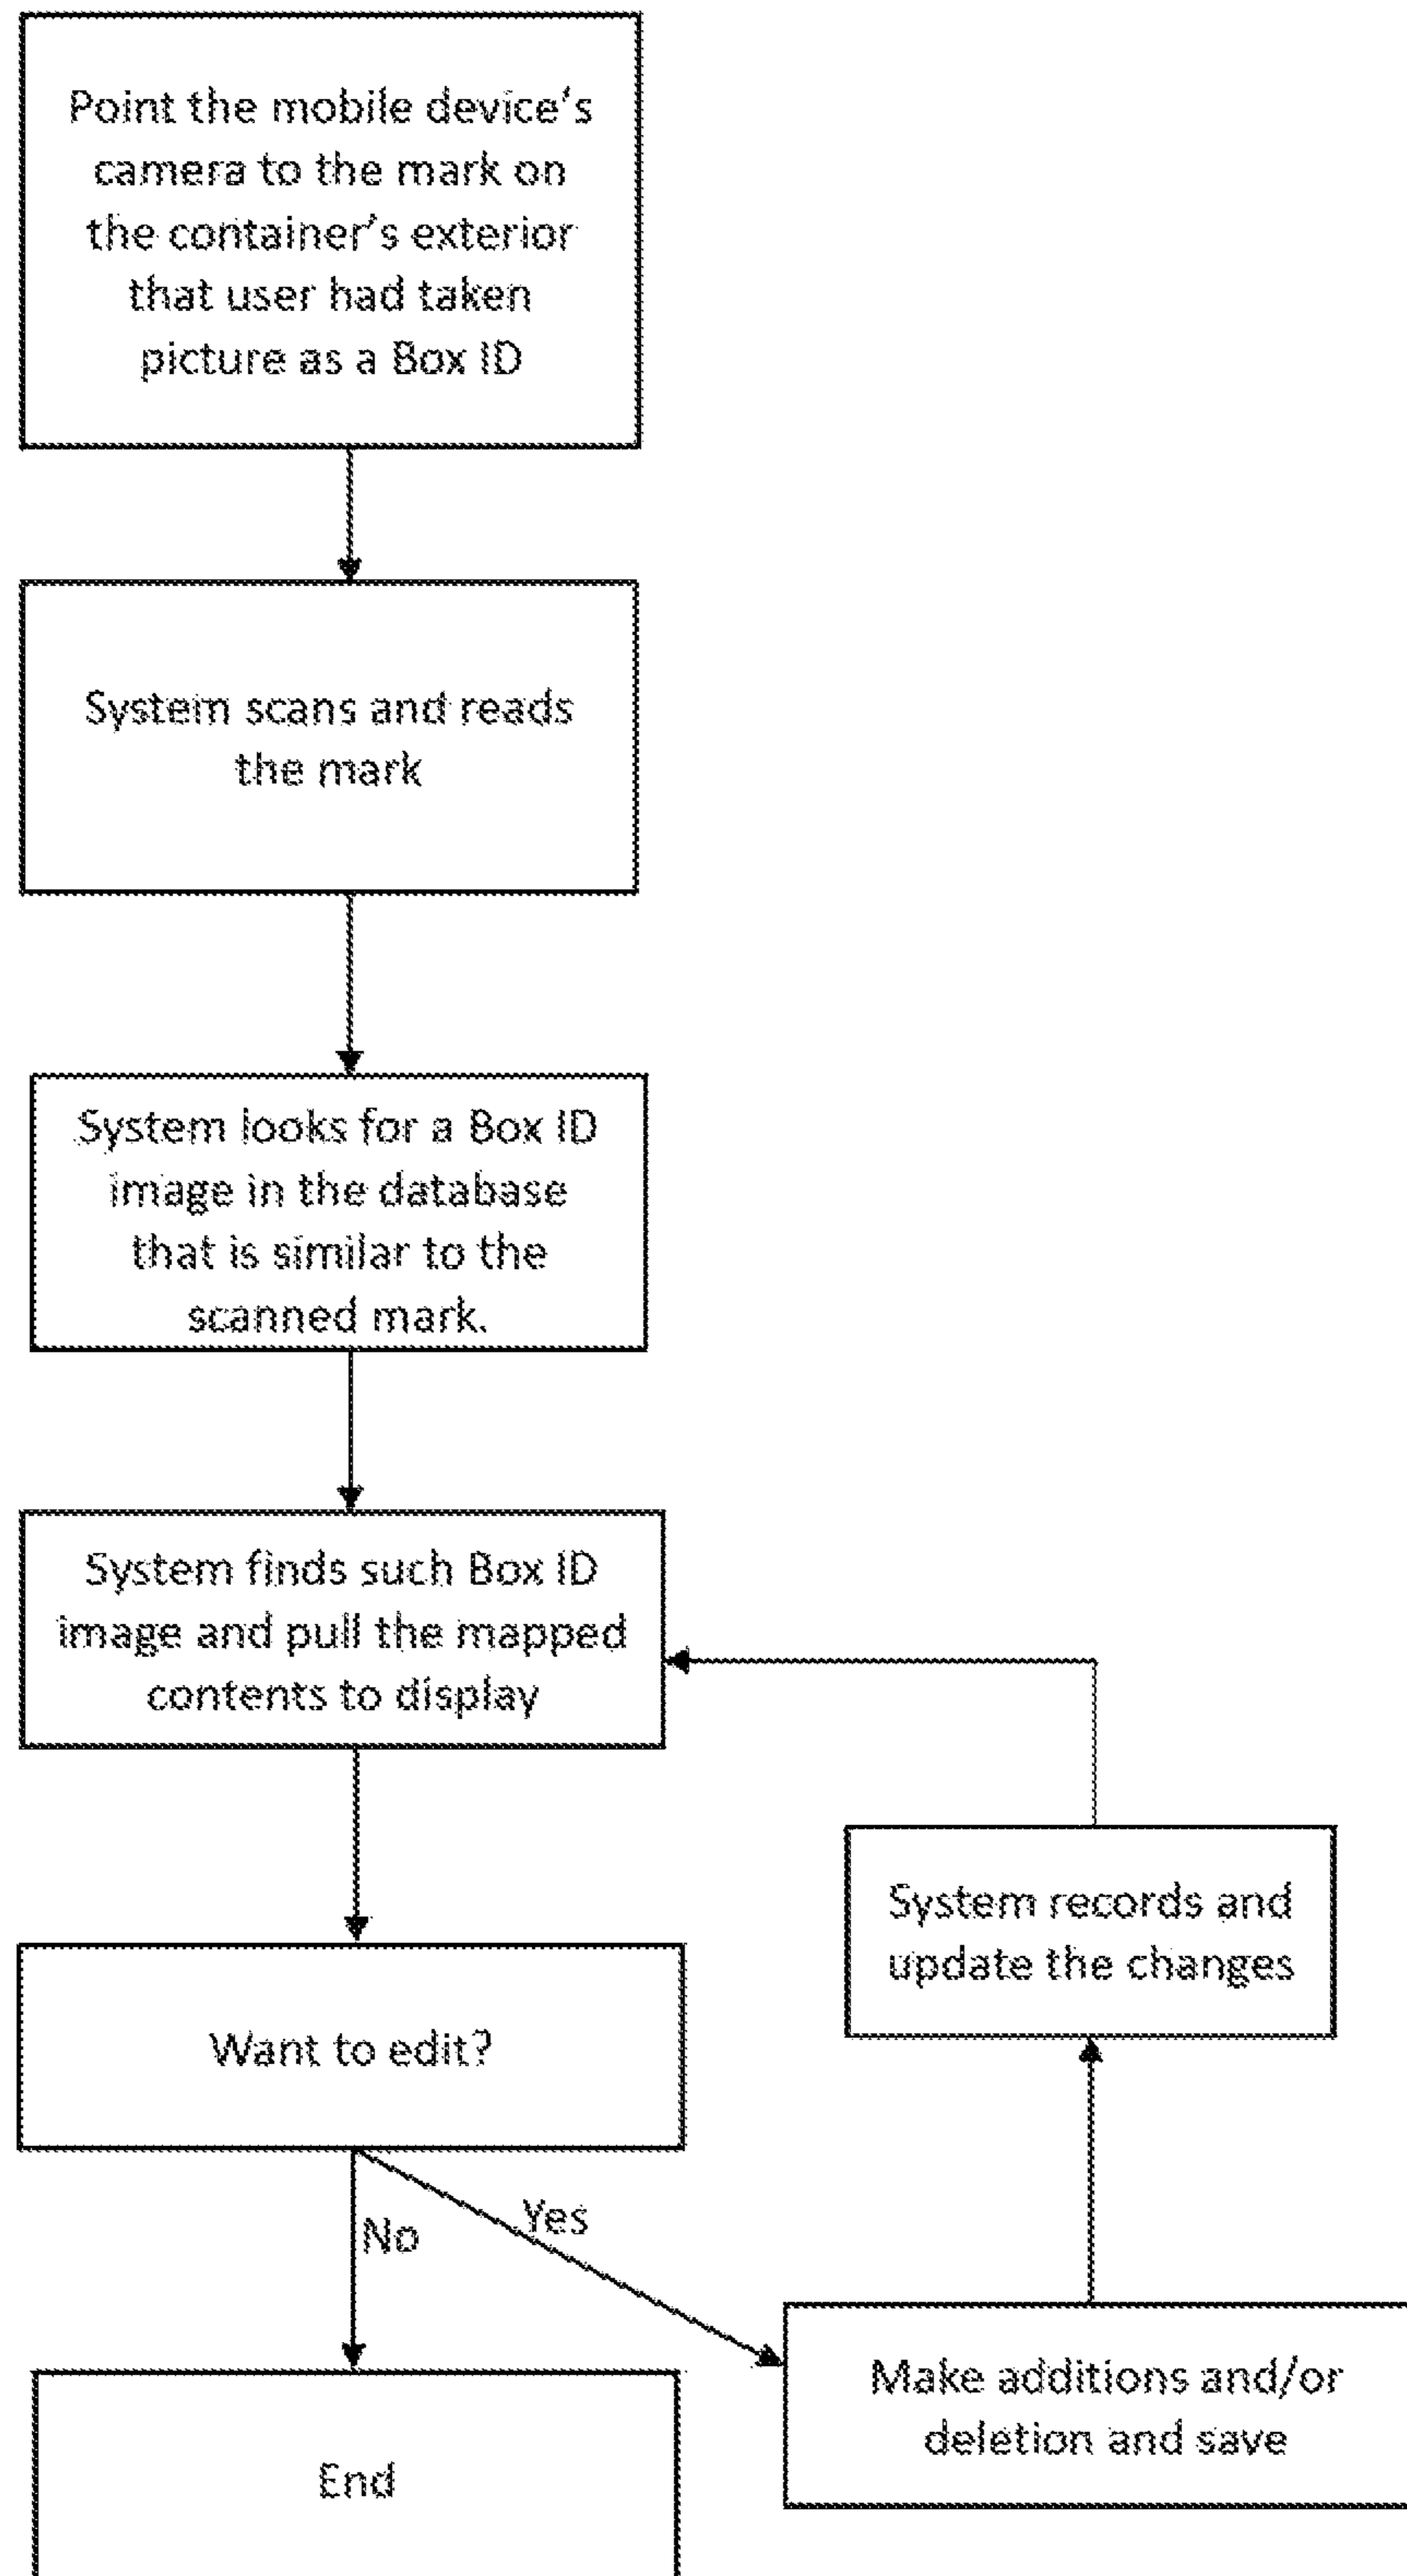 Point the mobile device's
camera to the mark on
the container's exterior
that user had taken
picture as a Box ID
System scans and reads
the mark
System looks for a Box ID
image in the database
that is similar to the
scanned mark.
System finds such Box ID
image and pull the mapped
contents to display
System records and
update the changes
Want to edit?
No
Yes
Make additions and/or
deletion and save
End